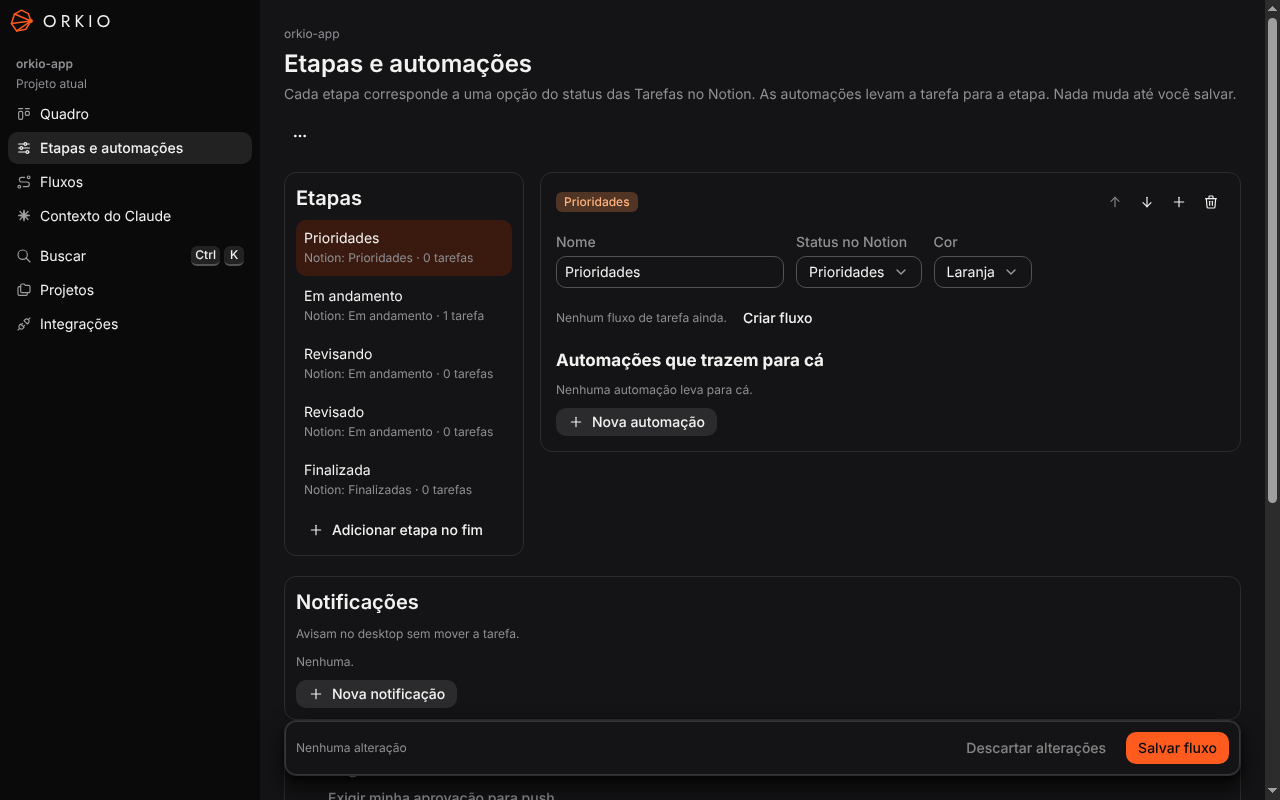 ORKIO
orkio-app
Projeto atual
Quadro
Etapas e automações
Fluxos
Contexto do Claude
Buscar Ctrl K
Projetos
Integrações
orkio-app
Etapas e automações
Cada etapa corresponde a uma opção do status das Tarefas no Notion. As automações levam a tarefa para a etapa. Nada muda até você salvar.
...
Etapas
Prioridades
Notion: Prioridades · 0 tarefas
Em andamento
Notion: Em andamento · 1 tarefa
Revisando
Notion: Em andamento · 0 tarefas
Revisado
Notion: Em andamento · 0 tarefas
Finalizada
Notion: Finalizadas · 0 tarefas
Adicionar etapa no fim
Prioridades
Nome Status no Notion Cor
Prioridades Prioridades Laranja
Nenhum fluxo de tarefa ainda. Criar fluxo
Automações que trazem para cá
Nenhuma automação leva para cá.
Nova automação
Notificações
Avisam no desktop sem mover a tarefa.
Nenhuma.
Nova notificação
Nenhuma alteração Descartar alterações Salvar fluxo
Exigir minha aprovação para push